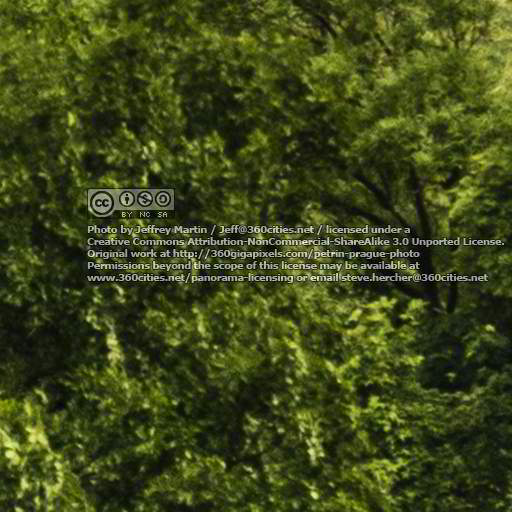 cc
BY NC SA
Photo by Jeffrey Martin / Jeff@360cities.net / licensed under a
Creative Commons Attribution-NonCommercial-ShareAlike 3.0 Unported License.
Original work at http://360gigapixels.com/petrin-prague-photo
Permissions beyond the scope of this license may be available at
www.360cities.net/panorama-licensing or email steve.hercher@360cities.net